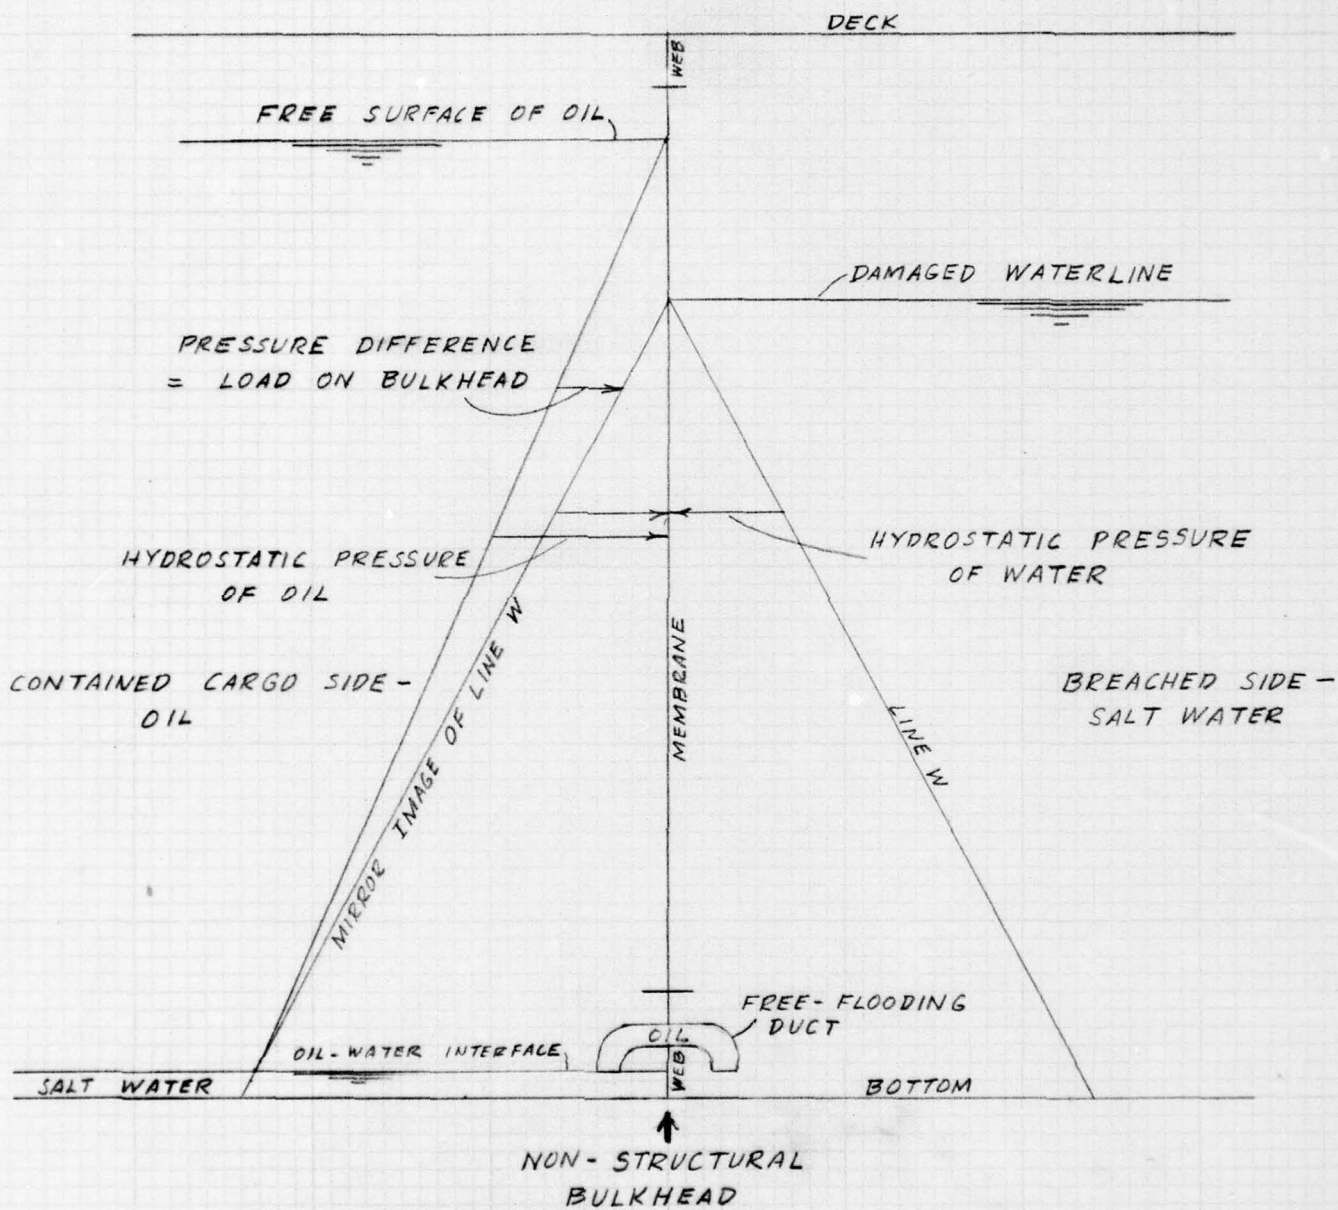 DECK
WEB
FREE SURFACE OF OIL
DAMAGED WATERLINE
PRESSURE DIFFERENCE
= LOAD ON BULKHEAD
HYDROSTATIC PRESSURE
OF OIL
HYDROSTATIC PRESSURE
OF WATER
MEMBRANE
CONTAINED CARGO SIDE -
OIL
BREACHED SIDE -
SALT WATER
MIRROR IMAGE OF LINE W
LINE W
FREE-FLOODING
DUCT
OIL
OIL-WATER INTERFACE
WEB
SALT WATER
BOTTOM
NON-STRUCTURAL
BULKHEAD